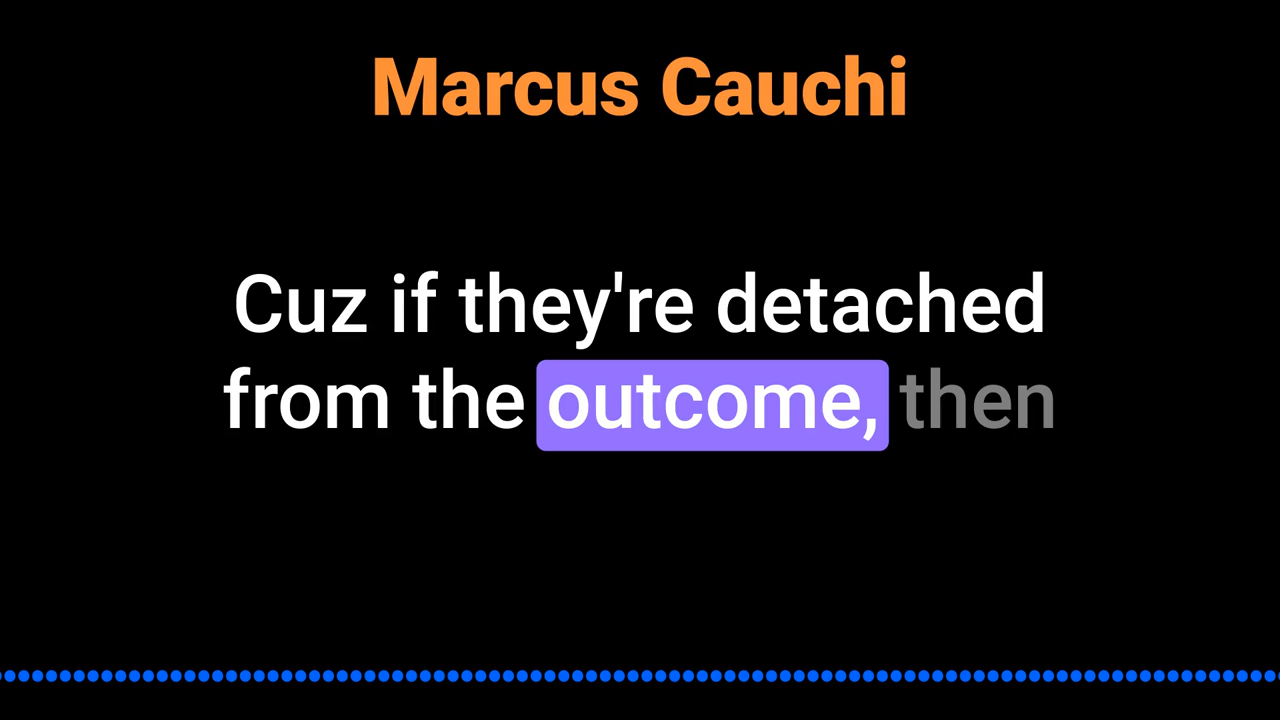 Marcus Cauchi
Cuz if they're detached
from the outcome, then